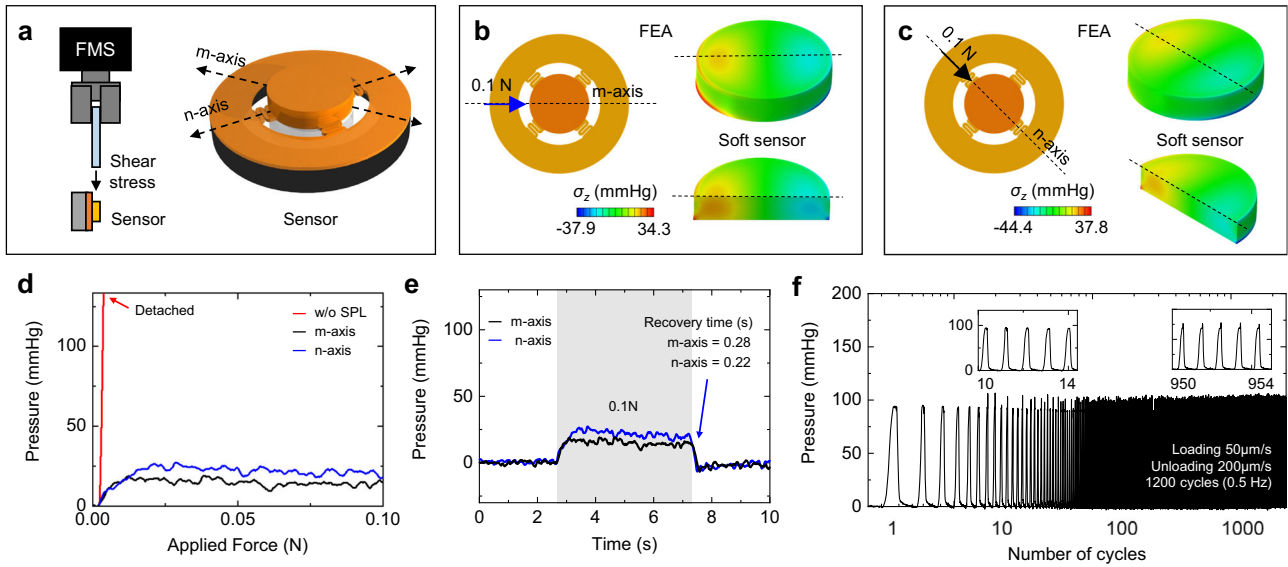 a
FMS
m-axis
n-axis
Shear
stress
Sensor
Sensor
b
FEA
0.1 N
m-axis
Soft sensor
σz (mmHg)
-37.9
34.3
c
FEA
0.1 N
n-axis
Soft sensor
σz (mmHg)
-44.4
37.8
d
Detached
w/o SPL
m-axis
n-axis
Pressure (mmHg)
100
50
0
0.00
0.05
0.10
Applied Force (N)
e
m-axis
n-axis
Recovery time (s)
m-axis = 0.28
n-axis = 0.22
0.1N
Pressure (mmHg)
100
50
0
0
2
4
6
8
10
Time (s)
f
Pressure (mmHg)
200
150
100
50
0
100
0
10
14
950
954
Loading 50μm/s
Unloading 200μm/s
1200 cycles (0.5 Hz)
1
10
100
1000
Number of cycles